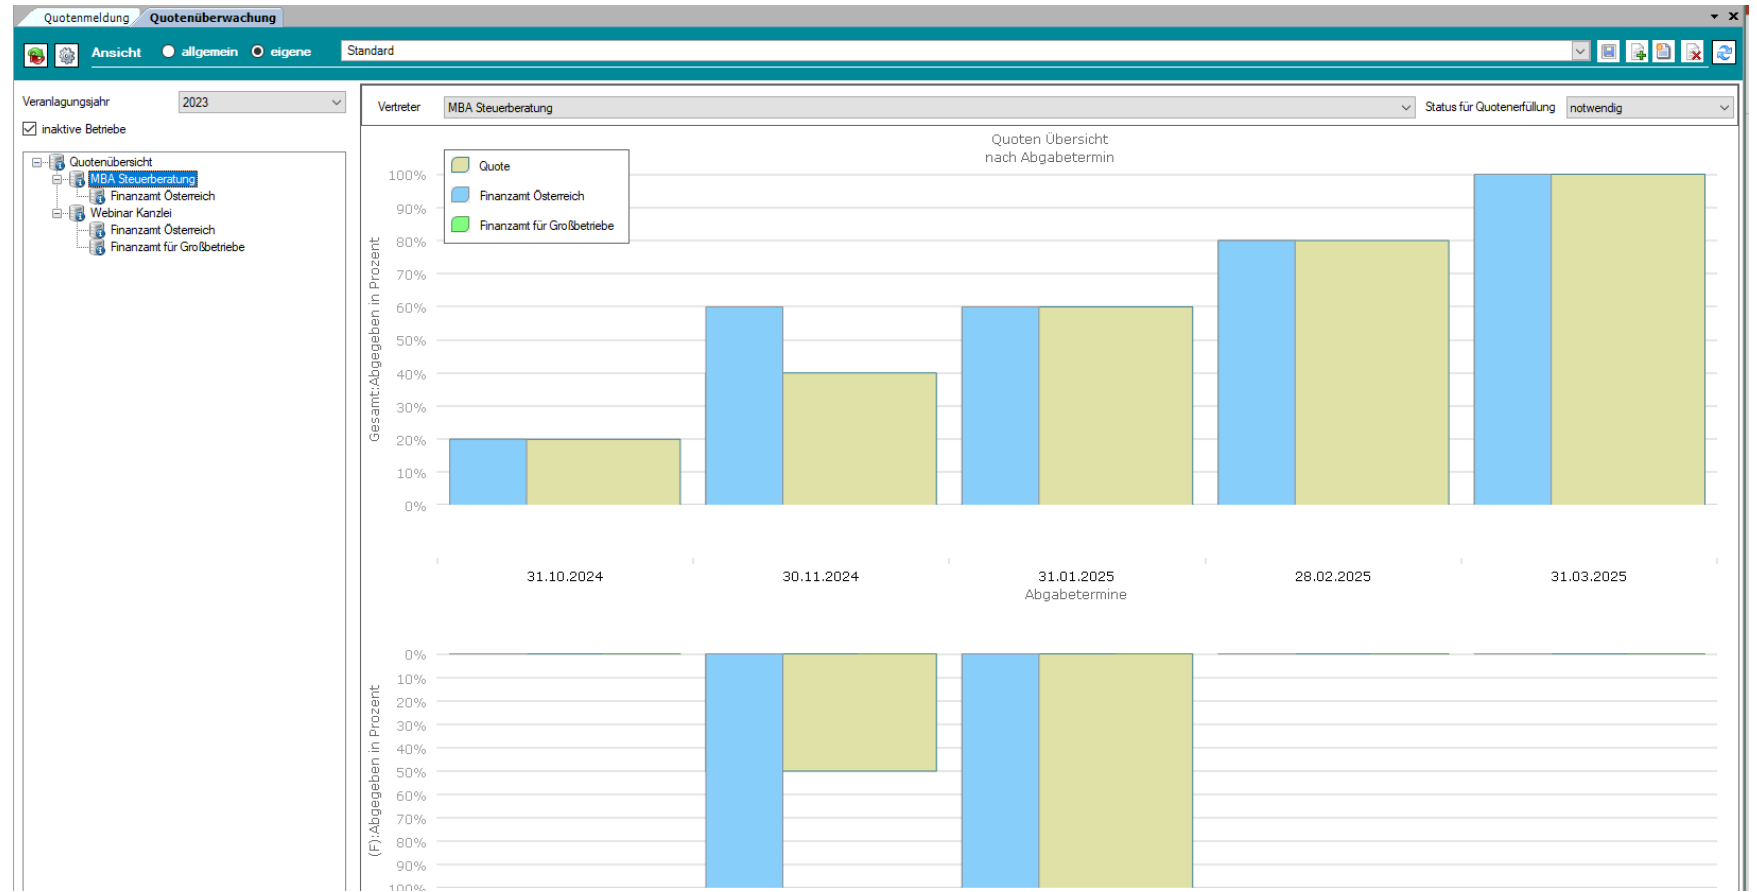 Quotenmeldung Quotenüberwachung
Ansicht allgemein eigene Standard
Veranlagungsjahr 2023
inaktive Betriebe
Quotenübersicht
MBA Steuerberatung
Finanzamt Österreich
Webinar Kanzlei
Finanzamt Österreich
Finanzamt für Großbetriebe
Vertreter MBA Steuerberatung Status für Quotenerfüllung notwendig
Quoten Übersicht
nach Abgabetermin
Quote
Finanzamt Österreich
Finanzamt für Großbetriebe
Gesamt:Abgegeben in Prozent
100%
90%
80%
70%
60%
50%
40%
30%
20%
10%
0%
31.10.2024 30.11.2024 31.01.2025 28.02.2025 31.03.2025
Abgabetermine
(F):Abgegeben in Prozent
0%
10%
20%
30%
40%
50%
60%
70%
80%
90%
100%